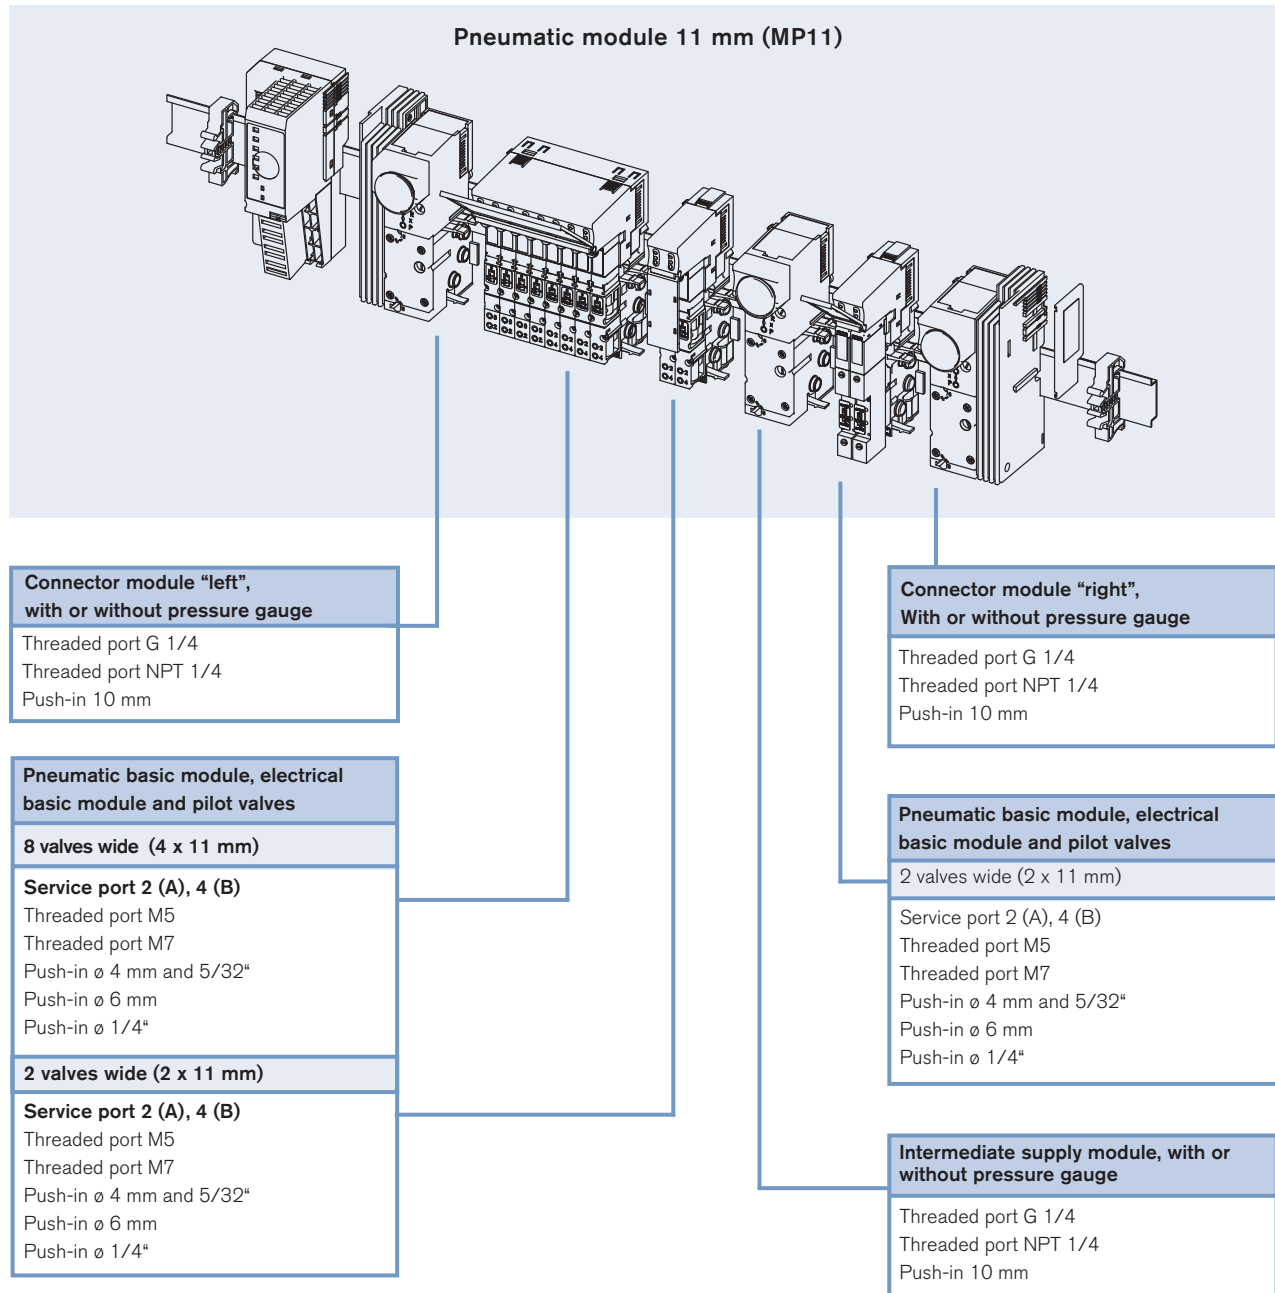 Pneumatic module 11 mm (MP11)
Connector module “left”,
with or without pressure gauge
Threaded port G 1/4
Threaded port NPT 1/4
Push-in 10 mm
Pneumatic basic module, electrical
basic module and pilot valves
8 valves wide (4 x 11 mm)
Service port 2 (A), 4 (B)
Threaded port M5
Threaded port M7
Push-in ø 4 mm and 5/32“
Push-in ø 6 mm
Push-in ø 1/4“
2 valves wide (2 x 11 mm)
Service port 2 (A), 4 (B)
Threaded port M5
Threaded port M7
Push-in ø 4 mm and 5/32“
Push-in ø 6 mm
Push-in ø 1/4“
Connector module “right”,
With or without pressure gauge
Threaded port G 1/4
Threaded port NPT 1/4
Push-in 10 mm
Pneumatic basic module, electrical
basic module and pilot valves
2 valves wide (2 x 11 mm)
Service port 2 (A), 4 (B)
Threaded port M5
Threaded port M7
Push-in ø 4 mm and 5/32“
Push-in ø 6 mm
Push-in ø 1/4“
Intermediate supply module, with or
without pressure gauge
Threaded port G 1/4
Threaded port NPT 1/4
Push-in 10 mm